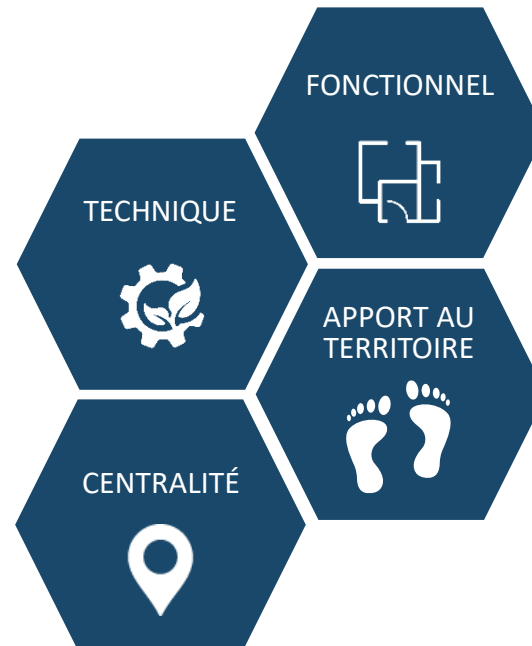 FONCTIONNEL
TECHNIQUE
APPORT AU
TERRITOIRE
CENTRALITÉ